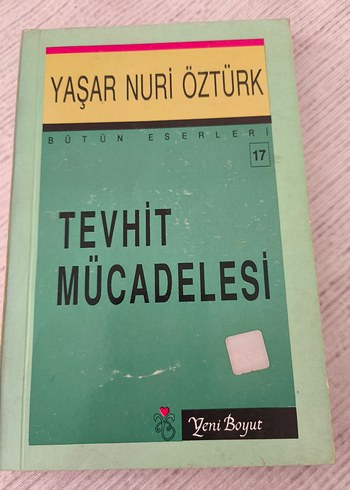 YAŞAR NURİ ÖZTÜRK
BÜTÜN ESERLERİ
17
TEVHİT
MÜCADELESİ
Yeni Boyut